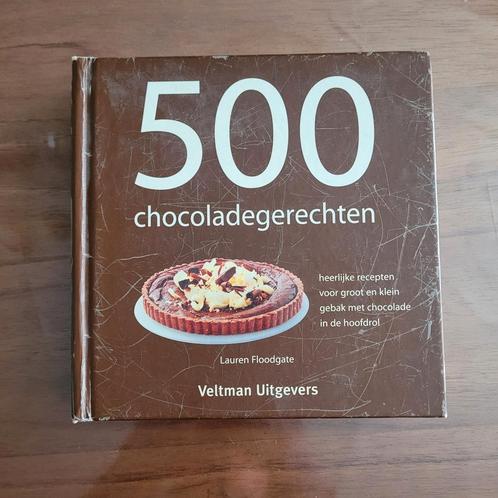 500
chocoladegerechten
heerlijke recepten
voor groot en klein
gebak met chocolade
in de hoofdrol
Lauren Floodgate
Veltman Uitgevers